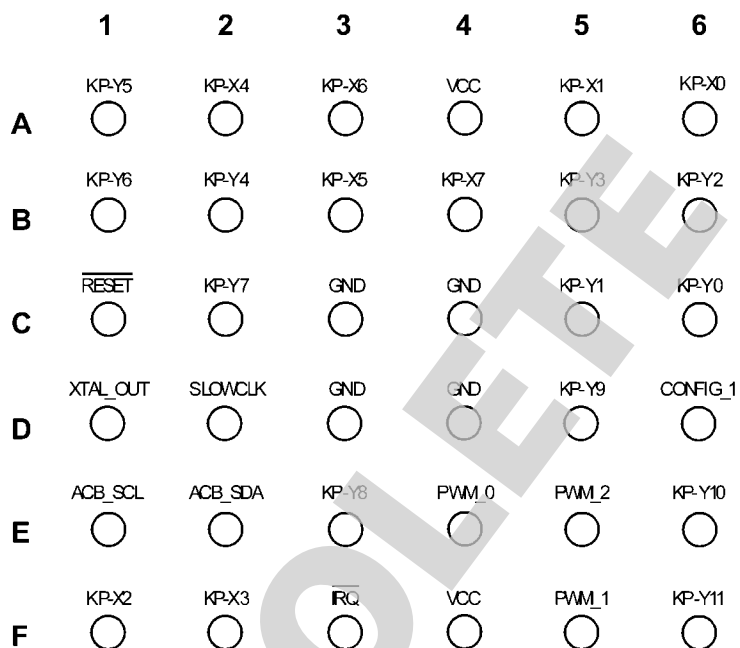 1 2 3 4 5 6
KP-Y5 KP-X4 KP-X6 VCC KP-X1 KP-X0
A
KP-Y6 KP-Y4 KP-X5 KP-X7 KP-Y3 KP-Y2
B
RESET KP-Y7 GND GND KP-Y1 KP-Y0
C
XTAL_OUT SLOWCLK GND GND KP-Y9 CONFIG_1
D
ACB_SCL ACB_SDA KP-Y8 PWM_0 PWM_2 KP-Y10
E
KP-X2 KP-X3 IRQ VCC PWM_1 KP-Y11
F
OLETE